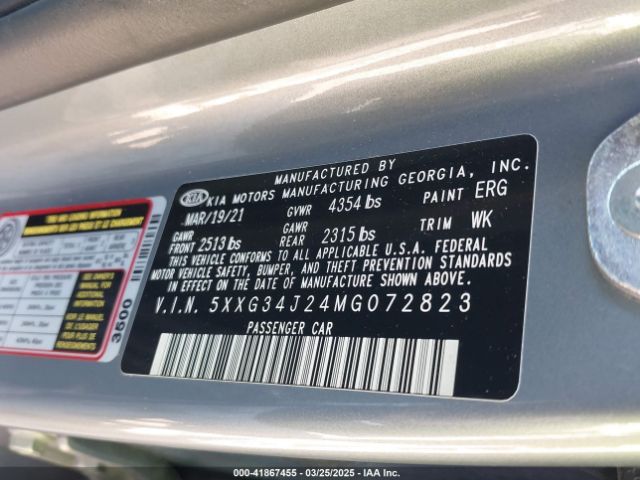 MANUFACTURED BY
KIA KIA MOTORS MANUFACTURING GEORGIA, INC.
MAR/19/21 GVWR 4354 lbs PAINT ERG
GAWR FRONT 2513 lbs GAWR REAR 2315 lbs TRIM WK
THIS VEHICLE CONFORMS TO ALL APPLICABLE U.S.A. FEDERAL
MOTOR VEHICLE SAFETY, BUMPER, AND THEFT PREVENTION STANDARDS
IN EFFECT ON THE DATE OF MANUFACTURE SHOWN ABOVE.
V.I.N. 5XXG34J24MG072823
PASSENGER CAR
3500
000-41867455 - 03/25/2025 - IAA Inc.